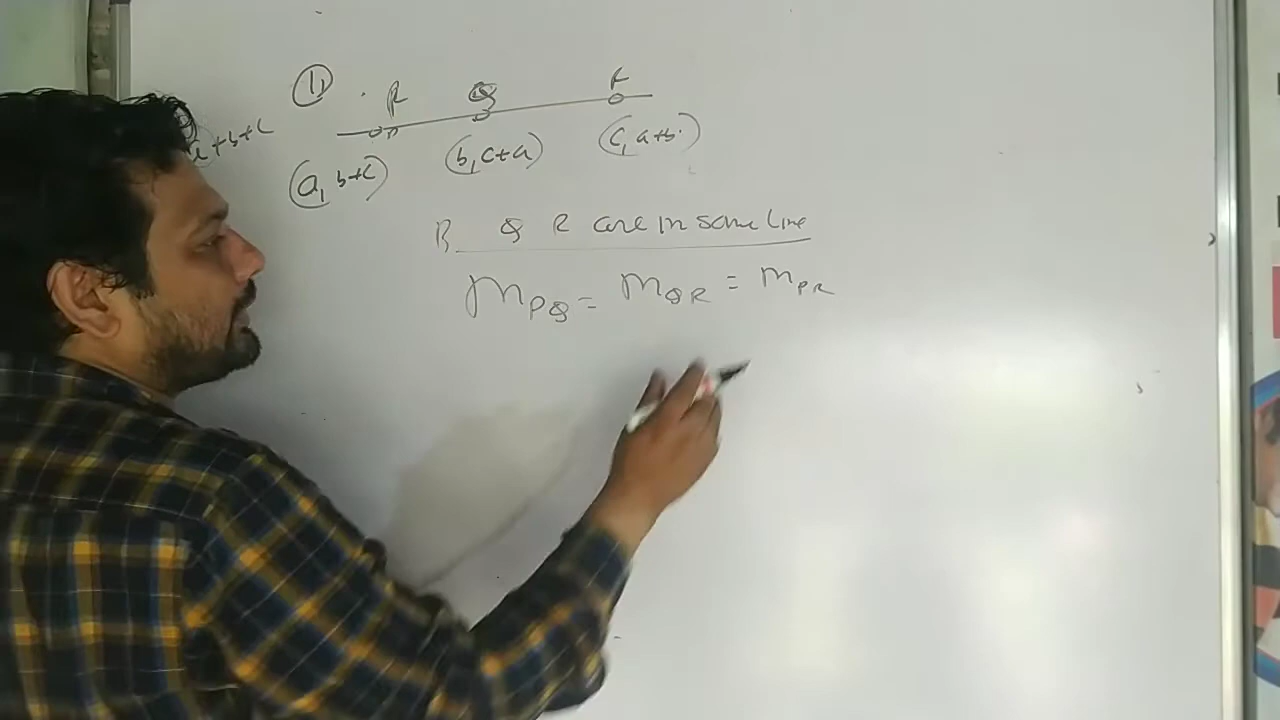 ①
P Q r
a+b+c
(a, b+c) (b, c+a) (c, a+b)
P, Q R are in same line
m_PQ = m_QR = m_PR